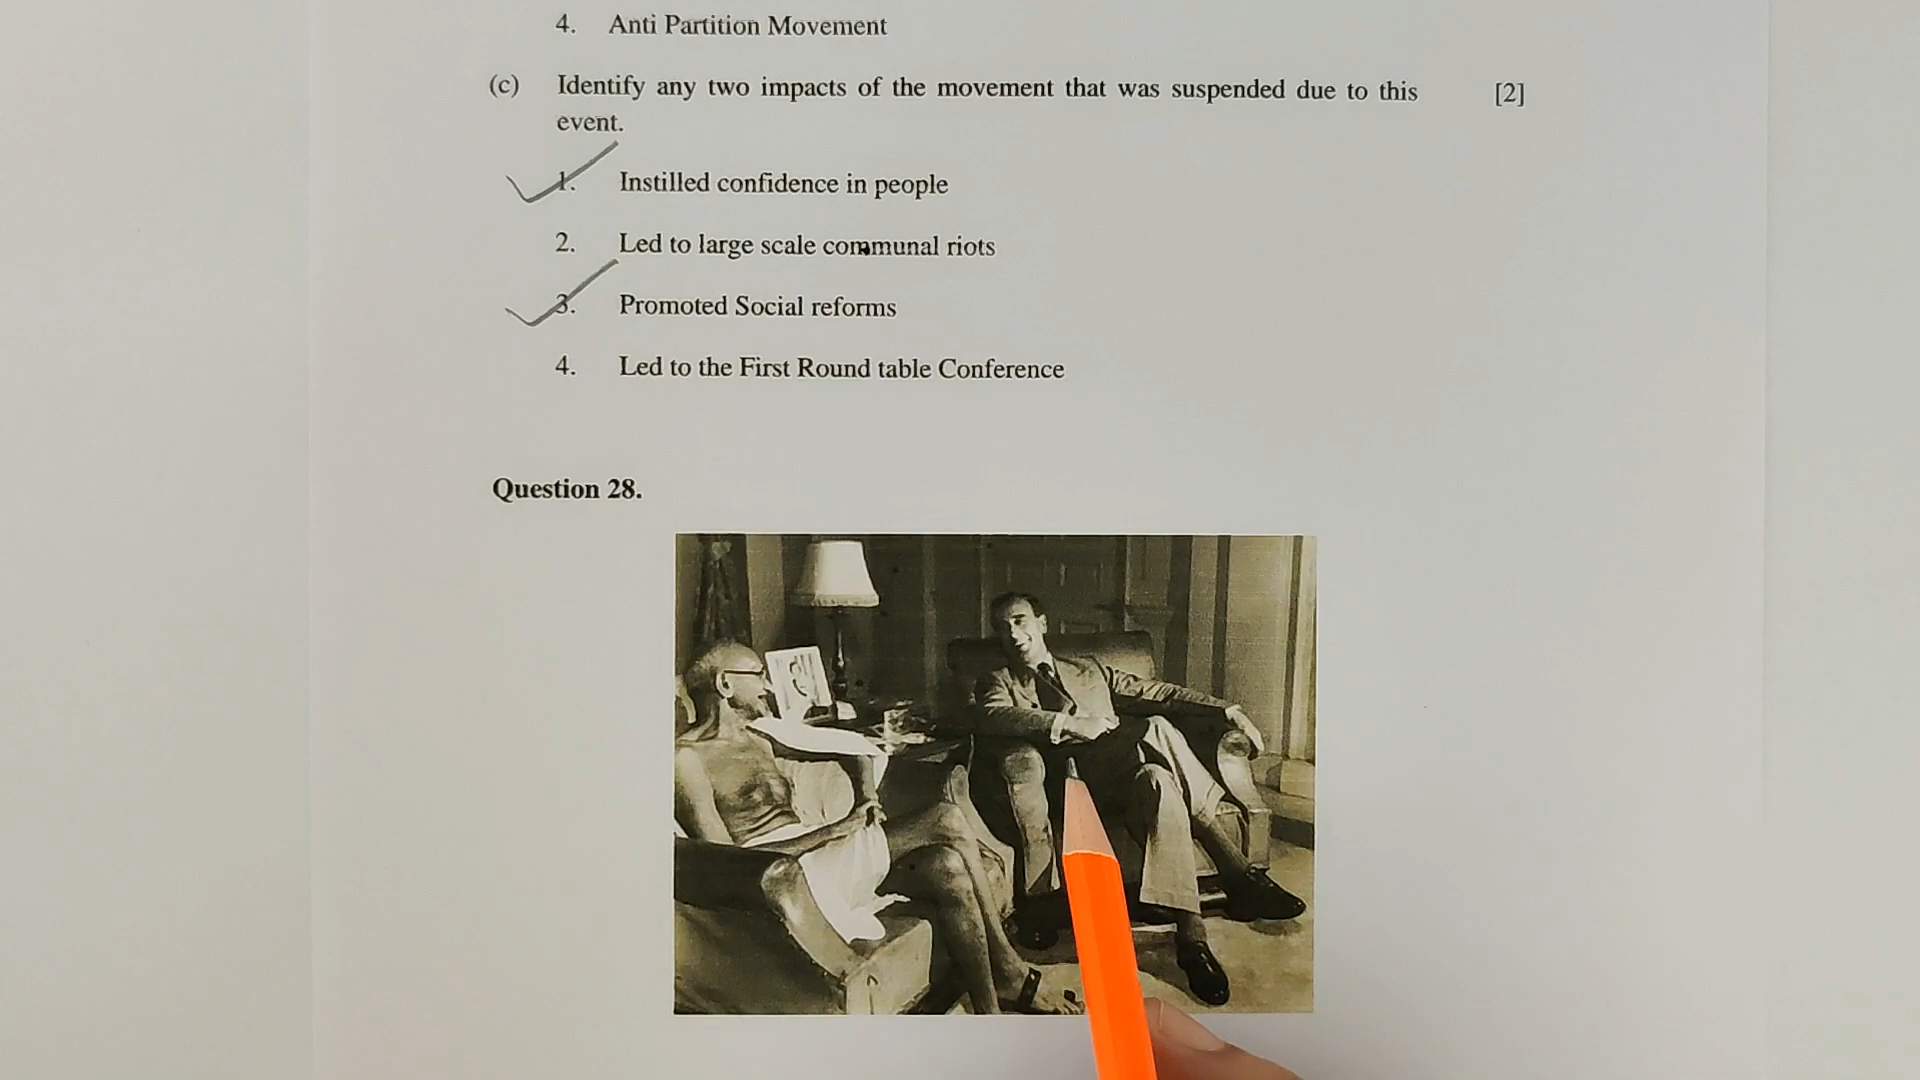 4. Anti Partition Movement
(c) Identify any two impacts of the movement that was suspended due to this [2]
event.
1. Instilled confidence in people
2. Led to large scale communal riots
3. Promoted Social reforms
4. Led to the First Round table Conference
Question 28.